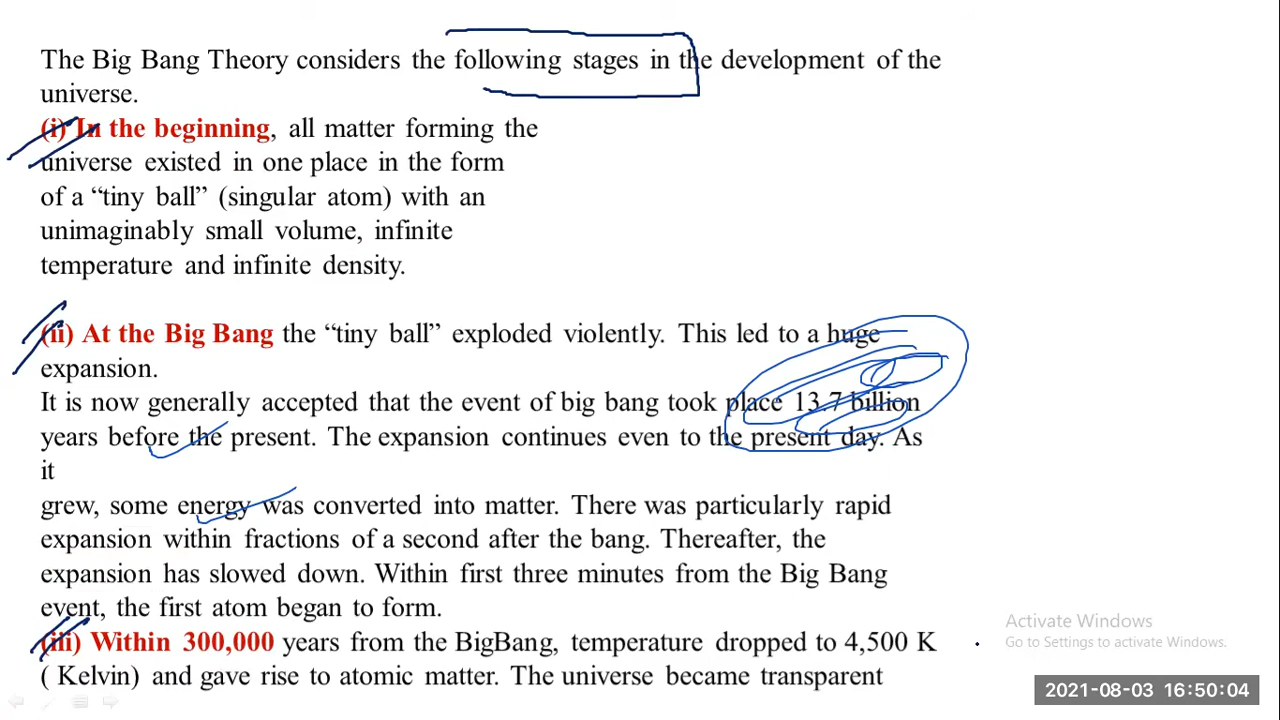 The Big Bang Theory considers the following stages in the development of the
universe.
(i) In the beginning, all matter forming the
universe existed in one place in the form
of a “tiny ball” (singular atom) with an
unimaginably small volume, infinite
temperature and infinite density.
(ii) At the Big Bang the “tiny ball” exploded violently. This led to a huge
expansion.
It is now generally accepted that the event of big bang took place 13.7 billion
years before the present. The expansion continues even to the present day. As
it
grew, some energy was converted into matter. There was particularly rapid
expansion within fractions of a second after the bang. Thereafter, the
expansion has slowed down. Within first three minutes from the Big Bang
event, the first atom began to form.
(iii) Within 300,000 years from the BigBang, temperature dropped to 4,500 K
( Kelvin) and gave rise to atomic matter. The universe became transparent
Activate Windows
Go to Settings to activate Windows.
2021-08-03 16:50:04